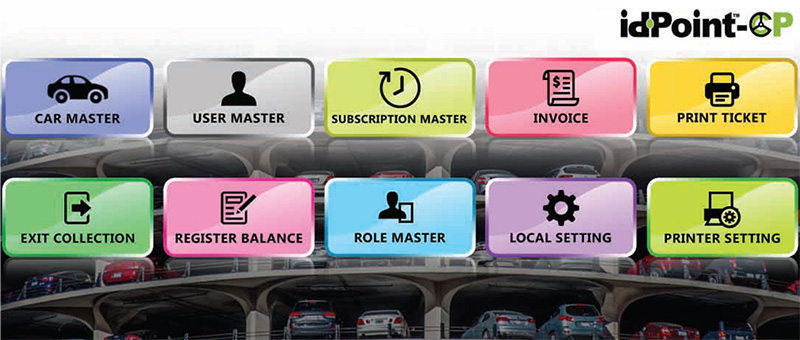 idPoint™-CP
CAR MASTER
USER MASTER
SUBSCRIPTION MASTER
INVOICE
PRINT TICKET
EXIT COLLECTION
REGISTER BALANCE
ROLE MASTER
LOCAL SETTING
PRINTER SETTING